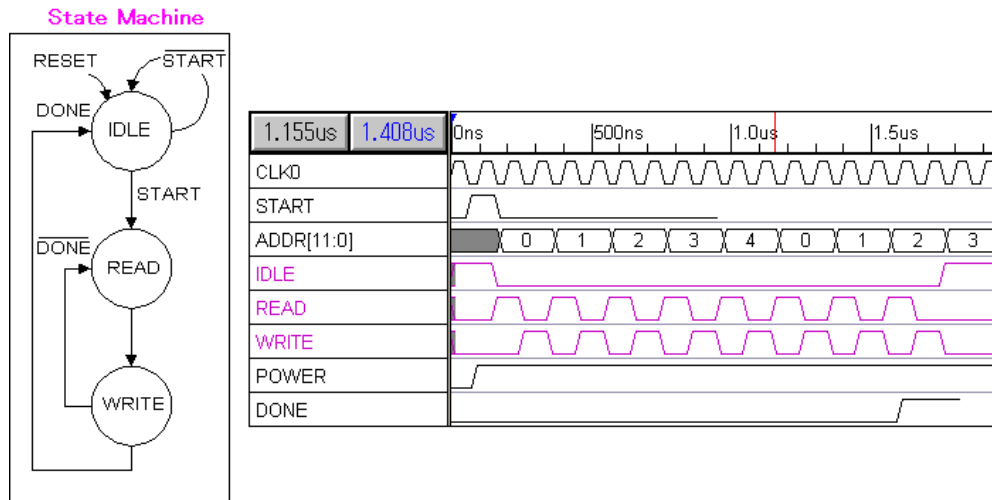 State Machine
RESET
START
DONE
IDLE
START
DONE
READ
WRITE
1.155us 1.408us 0ns 500ns 1.0us 1.5us
CLK0
START
ADDR[11:0] 0 1 2 3 4 0 1 2 3
IDLE
READ
WRITE
POWER
DONE